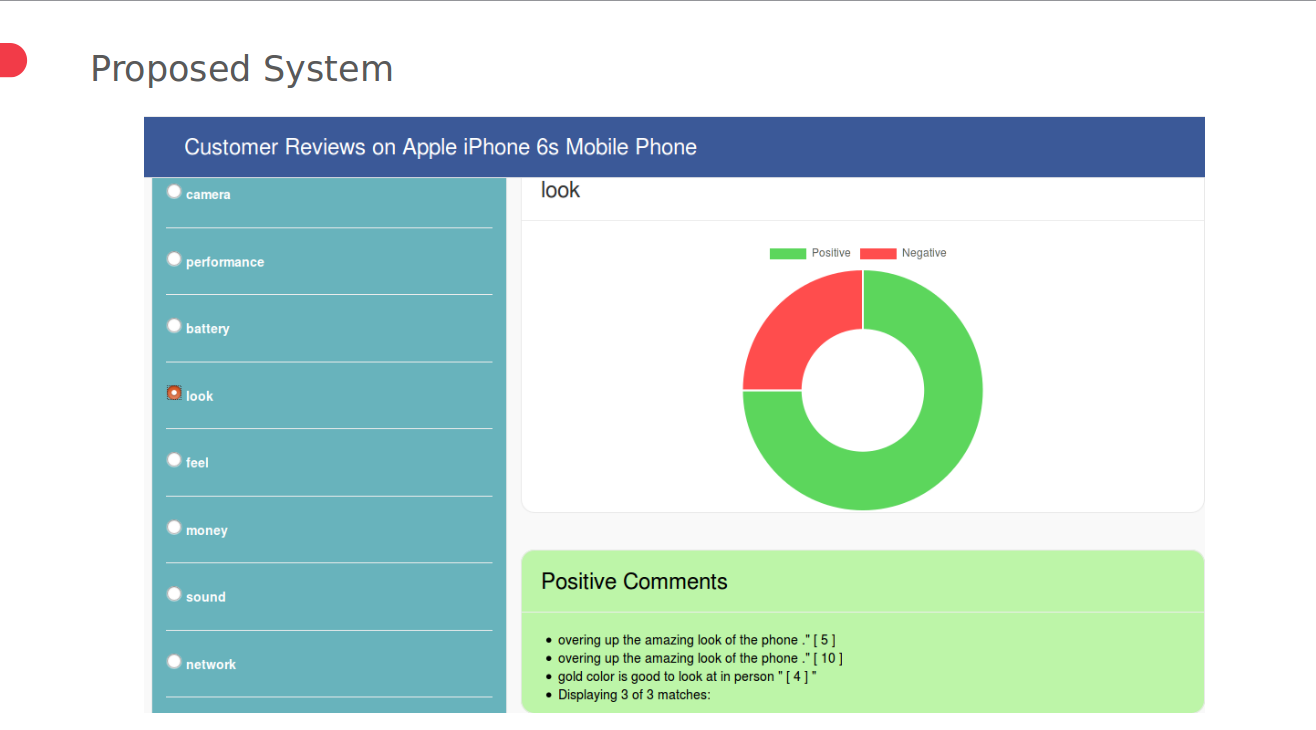 Proposed System
Customer Reviews on Apple iPhone 6s Mobile Phone
camera
performance
battery
look
feel
money
sound
network
look
Positive
Negative
Positive Comments
overing up the amazing look of the phone ." [ 5 ]
overing up the amazing look of the phone ." [ 10 ]
gold color is good to look at in person " [ 4 ] "
Displaying 3 of 3 matches: